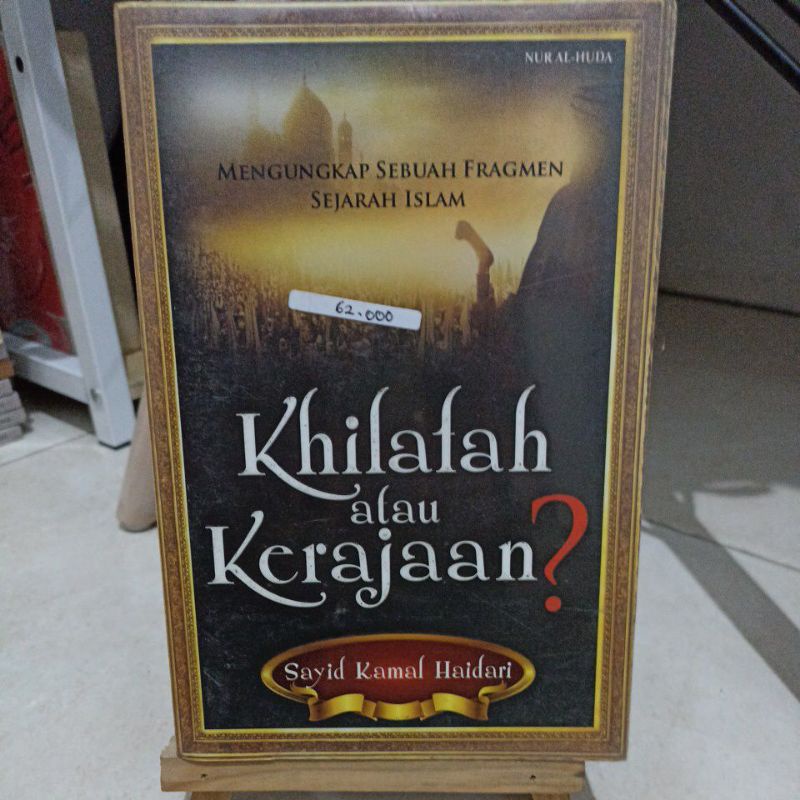 NUR AL-HUDA
MENGUNGKAP SEBUAH FRAGMEN
SEJARAH ISLAM
62.000
Khilafah
atau
Kerajaan?
Sayid Kamal Haidari